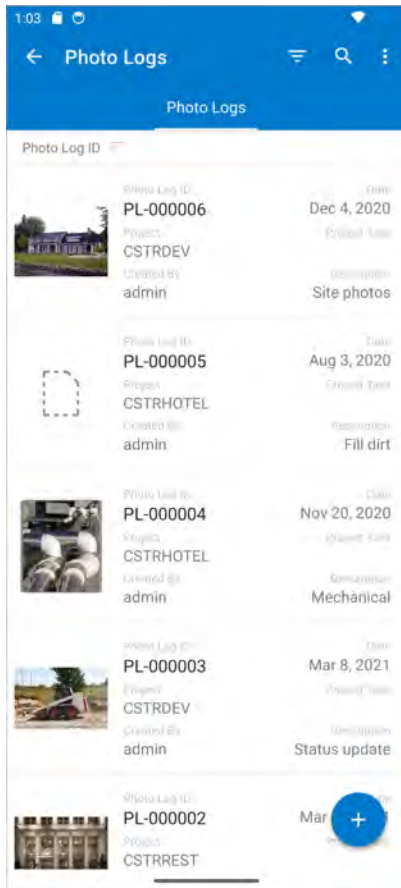 1:03
Photo Logs
Photo Logs
Photo Log ID
Photo Log ID Date
PL-000006 Dec 4, 2020
Project Project Task
CSTRDEV
Created By Description
admin Site photos
Photo Log ID Date
PL-000005 Aug 3, 2020
Project Project Task
CSTRHOTEL
Created By Description
admin Fill dirt
Photo Log ID Date
PL-000004 Nov 20, 2020
Project Project Task
CSTRHOTEL
Created By Description
admin Mechanical
Photo Log ID Date
PL-000003 Mar 8, 2021
Project Project Task
CSTRDEV
Created By Description
admin Status update
Photo Log ID
PL-000002 Mar
Project
CSTRREST